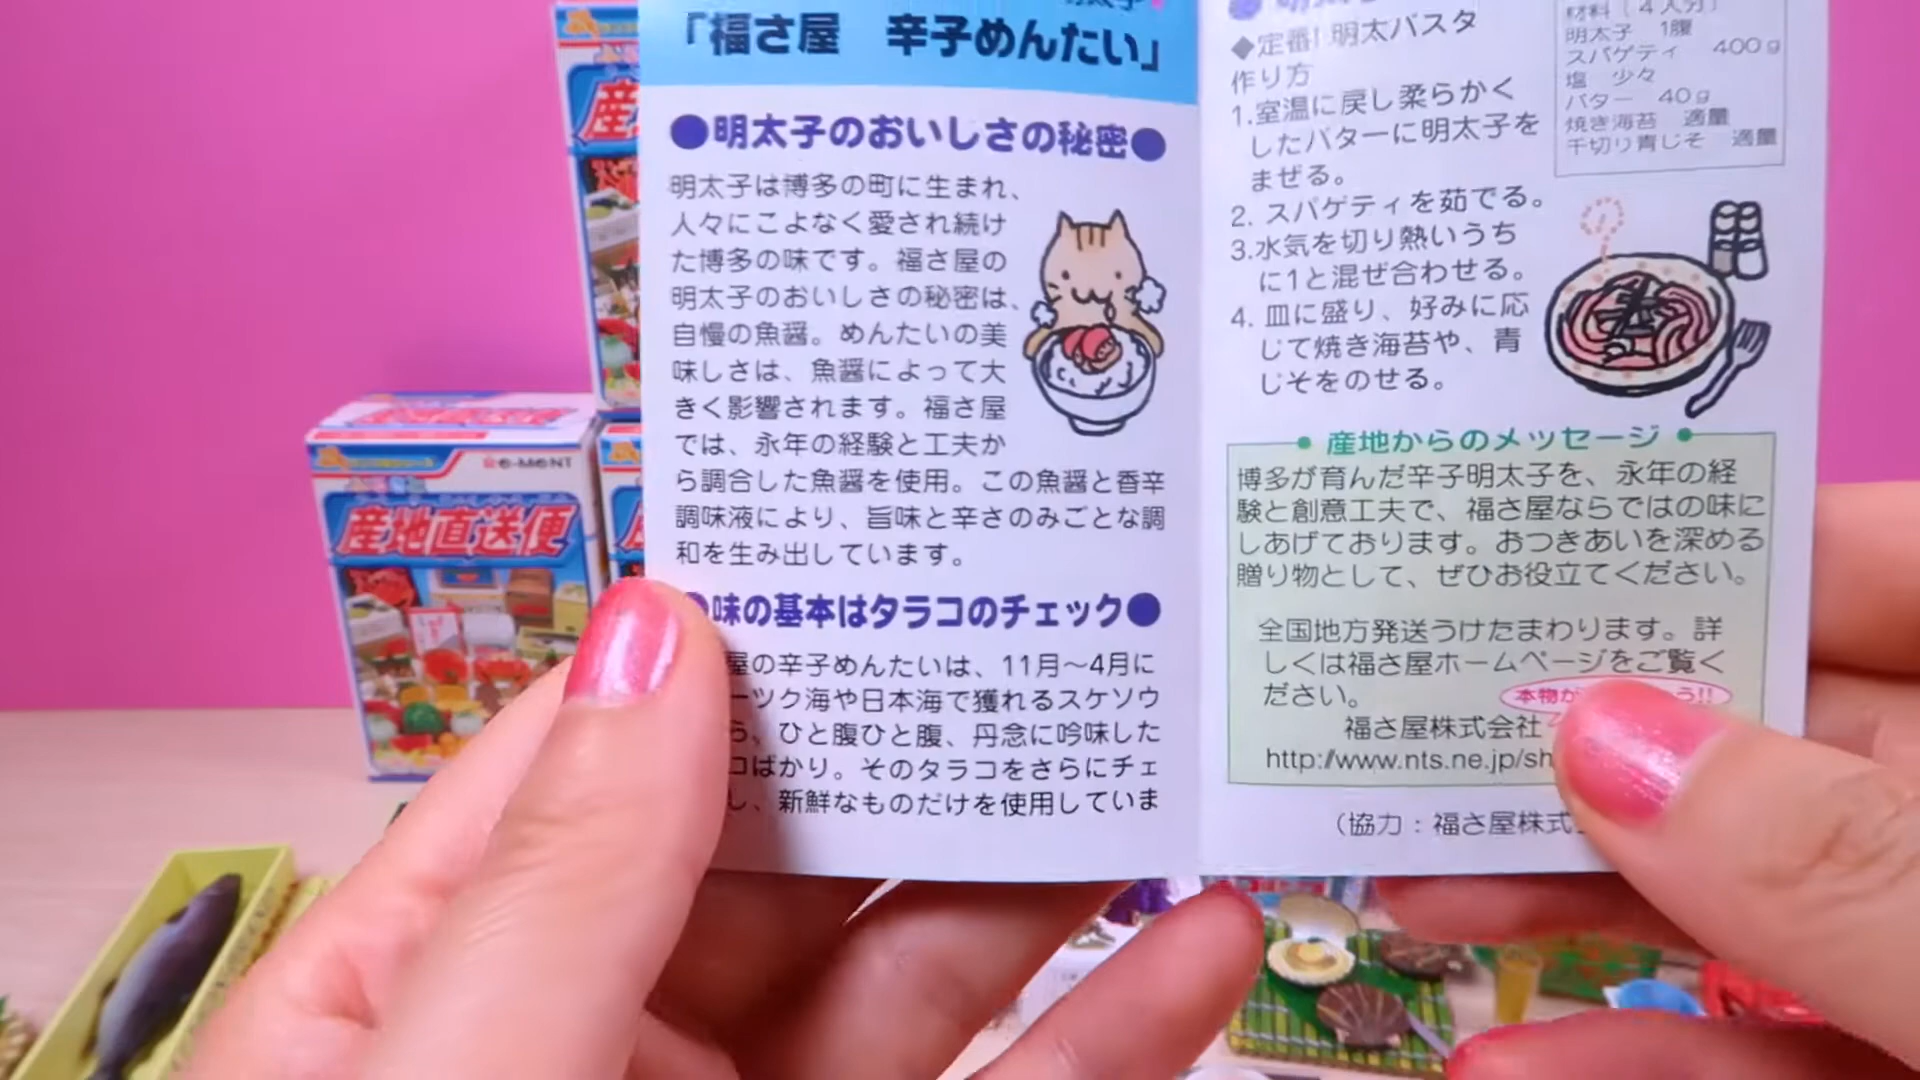 「福さ屋 辛子めんたい」
●明太子のおいしさの秘密●
明太子は博多の町に生まれ、
人々にこよなく愛され続け
た博多の味です。福さ屋の
明太子のおいしさの秘密は、
自慢の魚醤。めんたいの美
味しさは、魚醤によって大
きく影響されます。福さ屋
では、永年の経験と工夫か
ら調合した魚醤を使用。この魚醤と香辛
調味液により、旨味と辛さのみごとな調
和を生み出しています。
味の基本はタラコのチェック●
屋の辛子めんたいは、11月〜4月に
ーツク海や日本海で獲れるスケソウ
ら、ひと腹ひと腹、丹念に吟味した
コばかり。そのタラコをさらにチェ
し、新鮮なものだけを使用していま
◆定番!明太パスタ
作り方
1.室温に戻し柔らかく
したバターに明太子を
まぜる。
2. スパゲティを茹でる。
3.水気を切り熱いうち
に1と混ぜ合わせる。
4. 皿に盛り、好みに応
じて焼き海苔や、青
じそをのせる。
材料(4人分)
明太子 1腹
スパゲティ 400g
塩 少々
バター 40g
焼き海苔 適量
千切り青じそ 適量
産地からのメッセージ
博多が育んだ辛子明太子を、永年の経
験と創意工夫で、福さ屋ならではの味に
しあげております。おつきあいを深める
贈り物として、ぜひお役立てください。
全国地方発送うけたまわります。詳
しくは福さ屋ホームページをご覧く
ださい。
本物が
う!!
福さ屋株式会社
http://www.nts.ne.jp/sh
(協力:福さ屋株式
Re-MENT
産地直送便
産